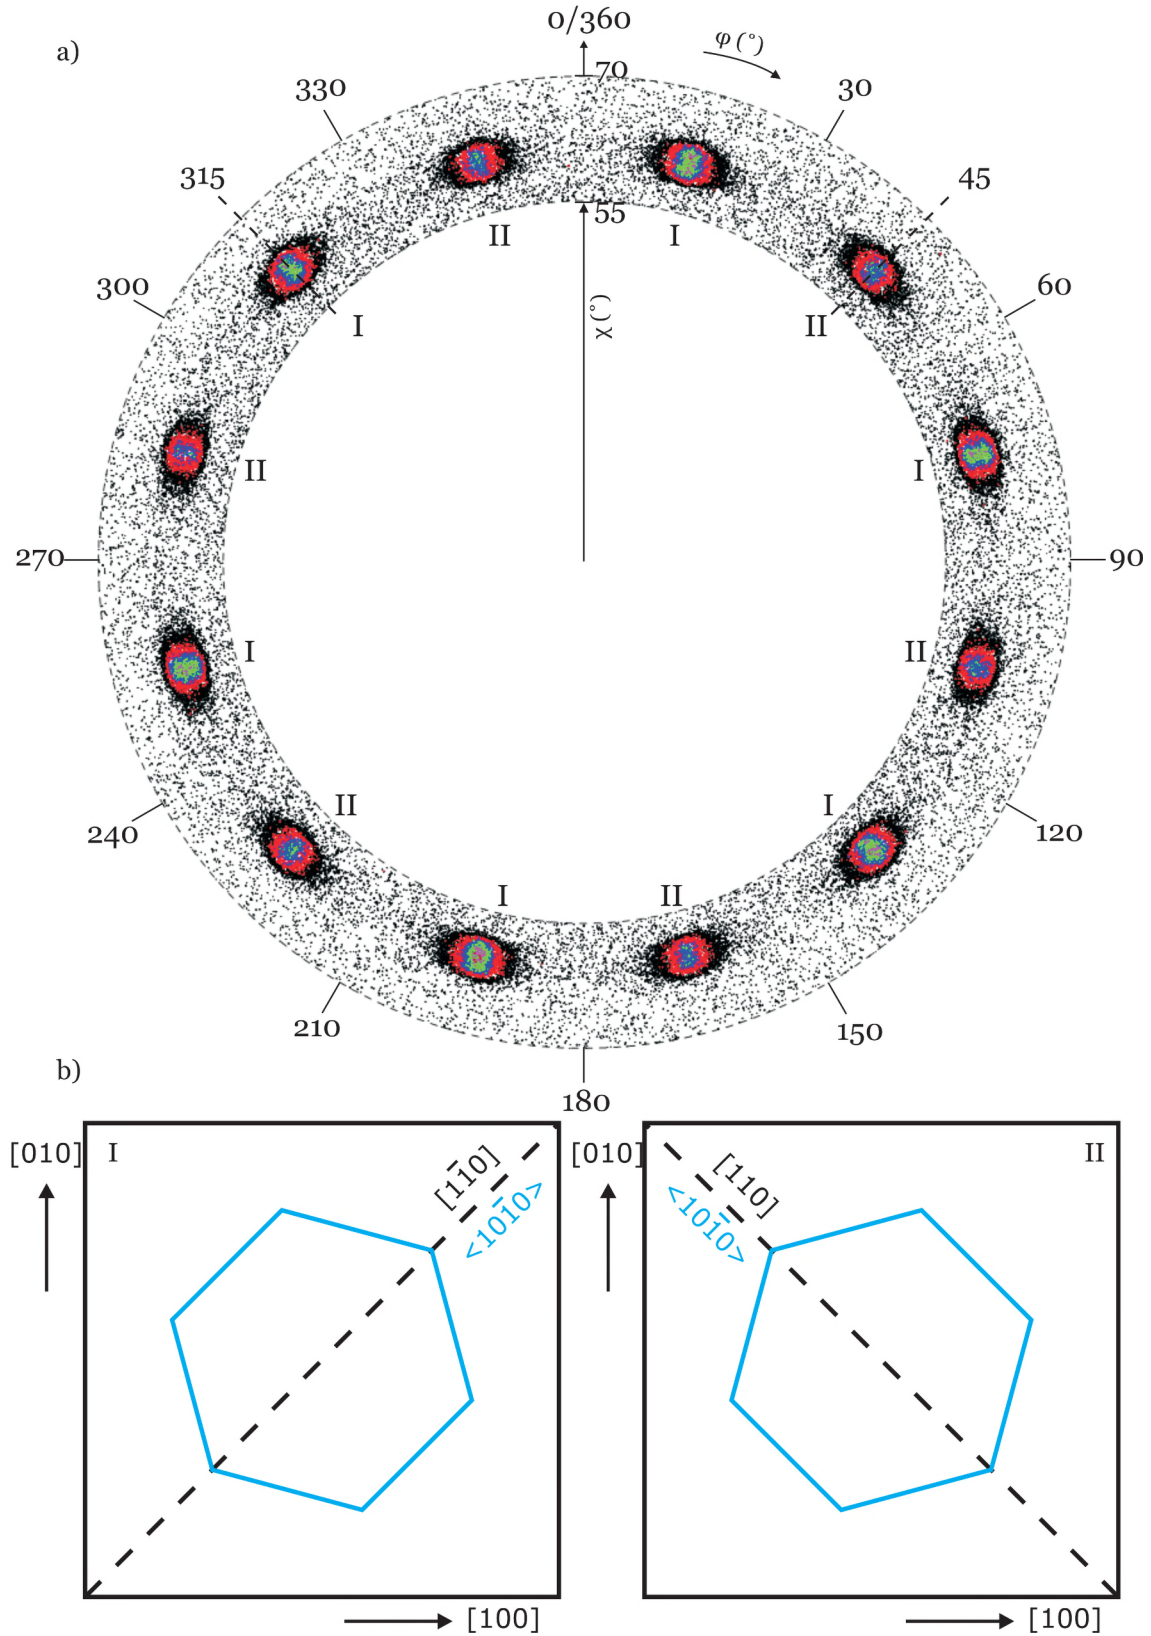 a)
0/360
φ (°)
70
330
30
315
45
55
II
I
χ (°)
300
60
I
II
II
I
270
90
I
II
II
I
240
120
I
II
210
150
b)
180
[010]
I
[11̅0]
<101̅0>
[100]
[010]
II
[110]
<101̅0>
[100]